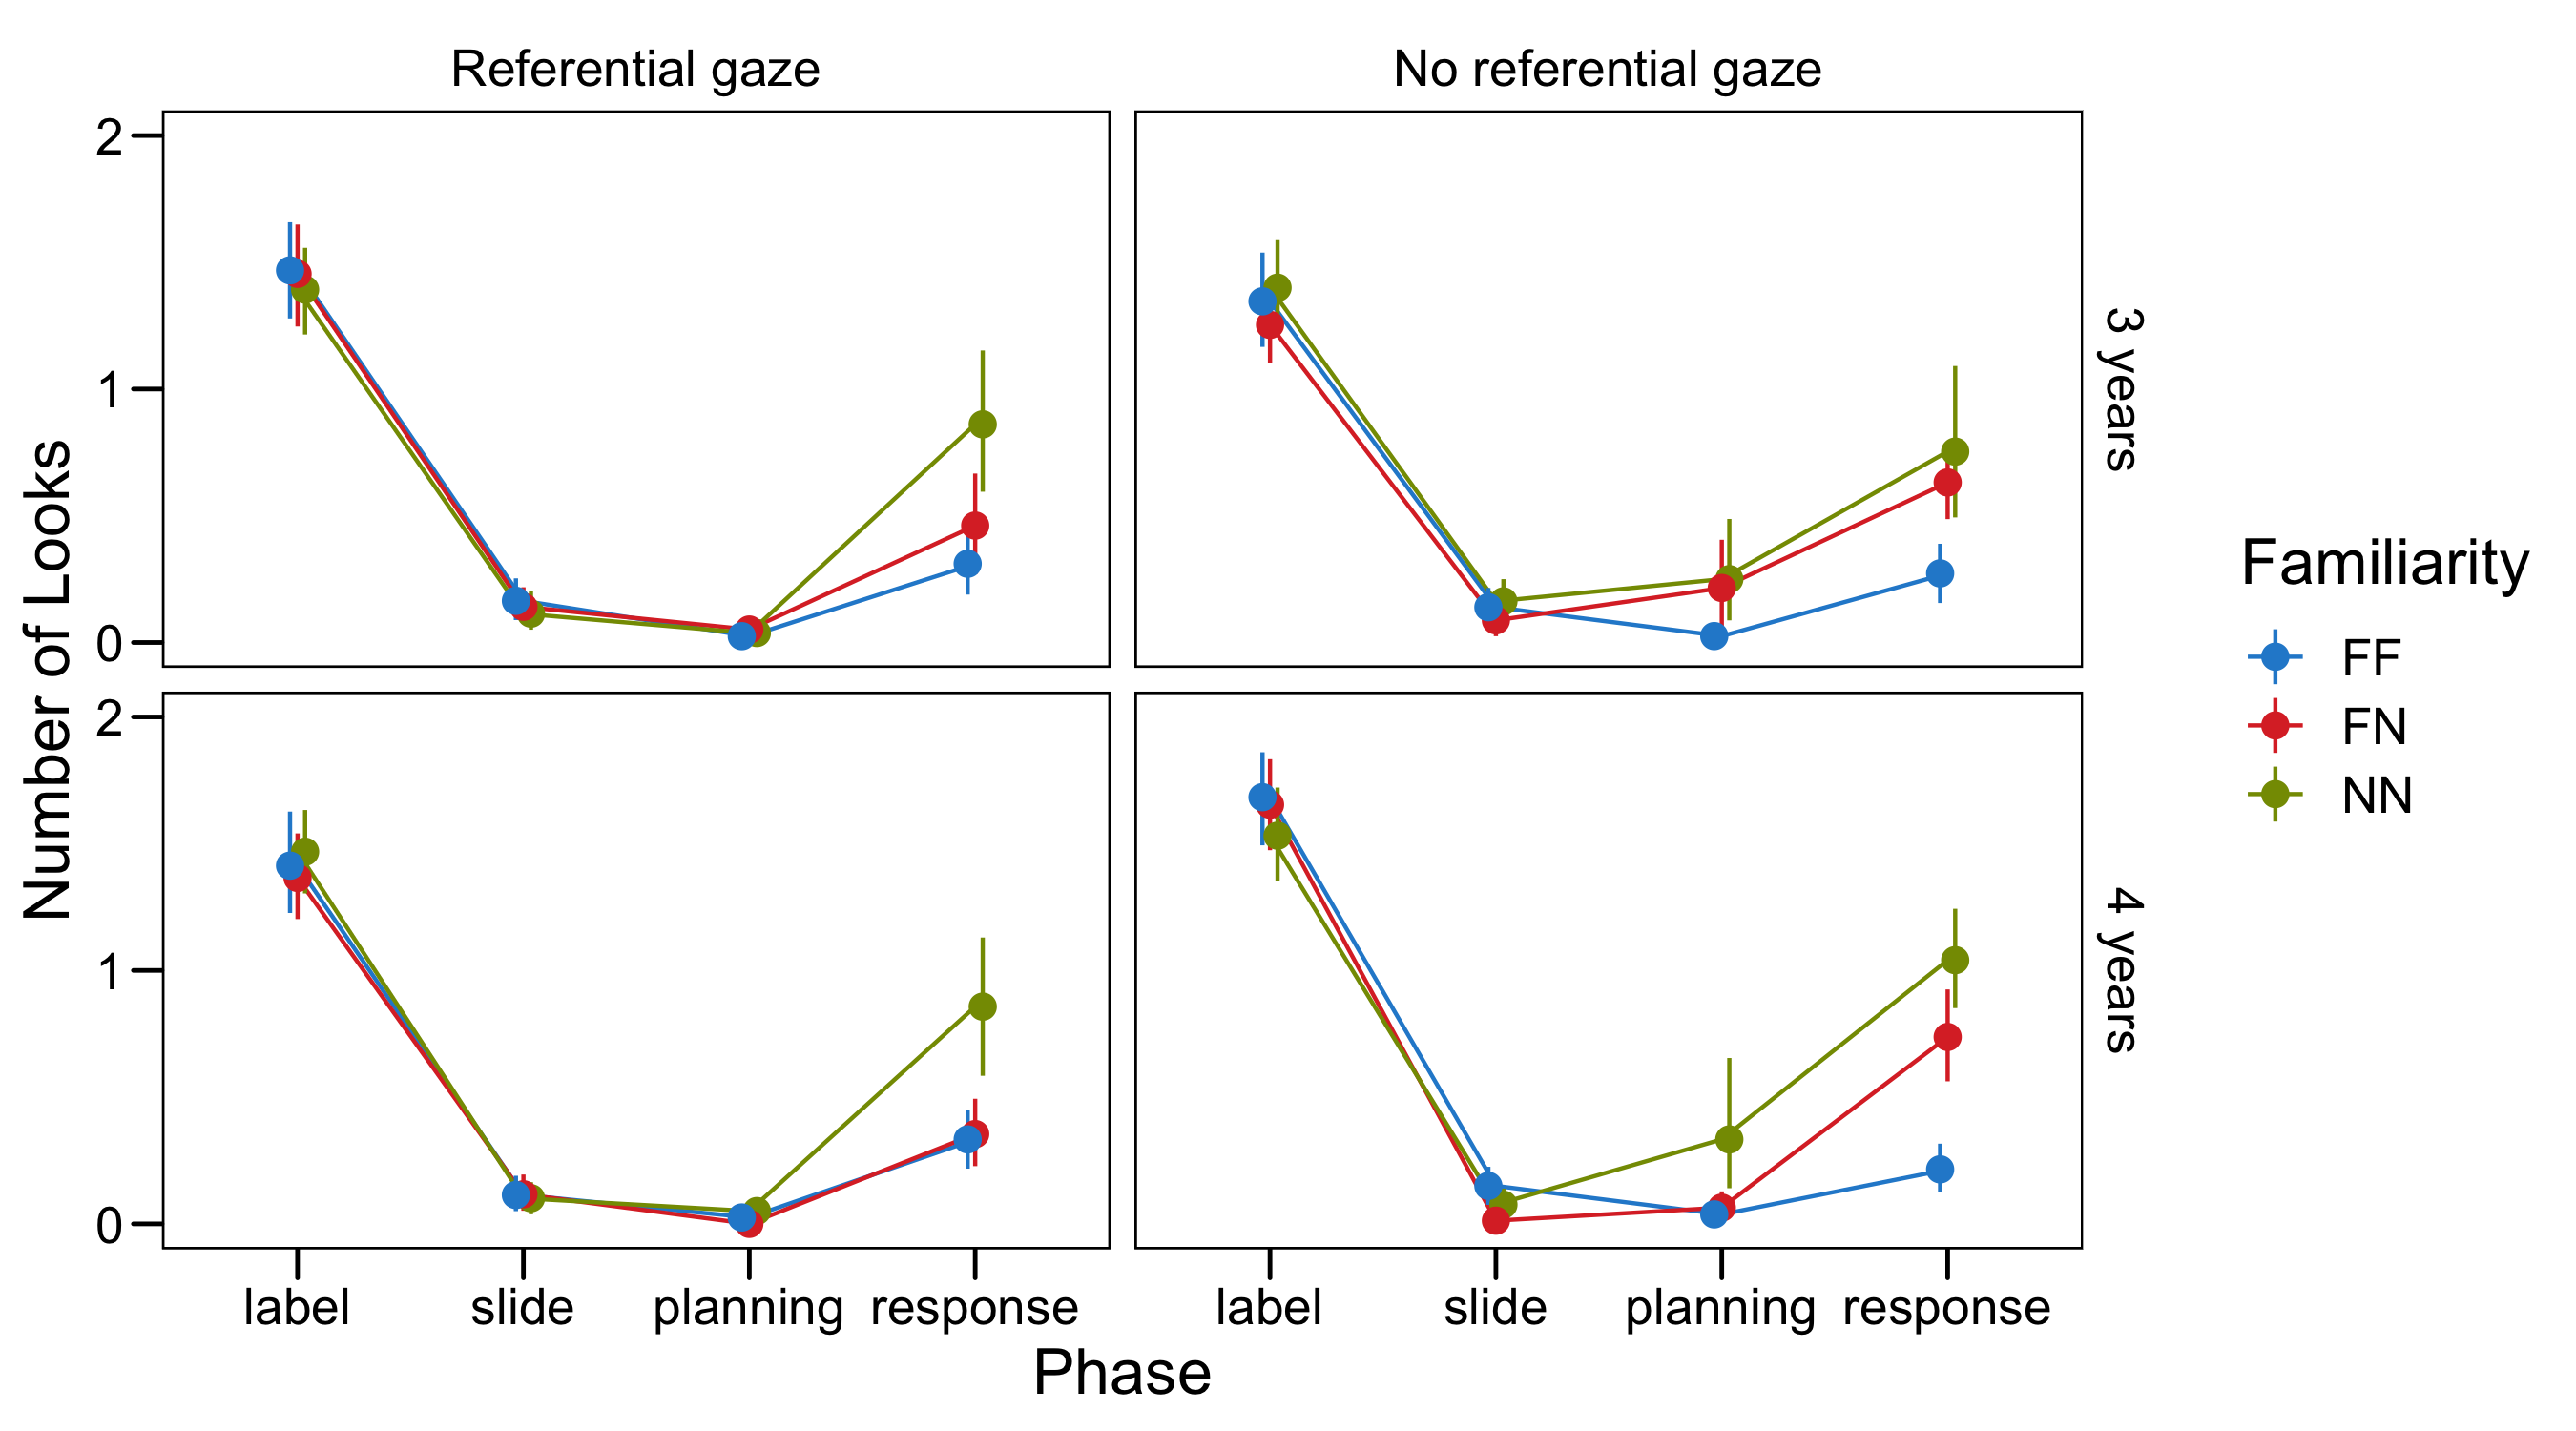 Referential gaze
No referential gaze
2
1
0
3 years
2
1
0
4 years
Number of Looks
label slide planning response
label slide planning response
Phase
Familiarity
FF
FN
NN